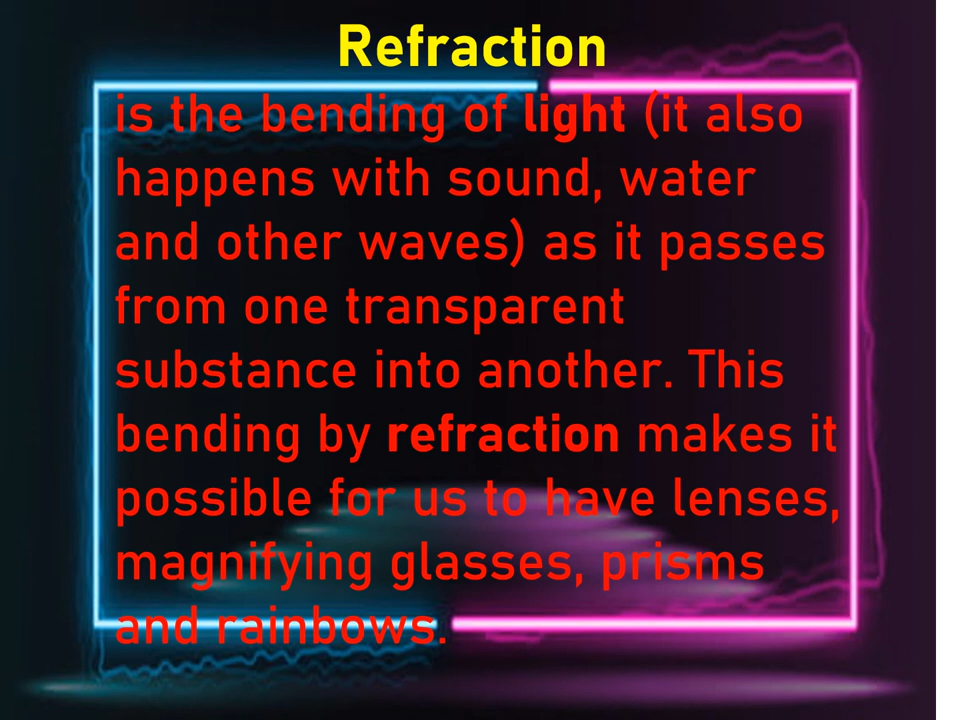 Refraction
is the bending of light (it also
happens with sound, water
and other waves) as it passes
from one transparent
substance into another. This
bending by refraction makes it
possible for us to have lenses,
magnifying glasses, prisms
and rainbows.